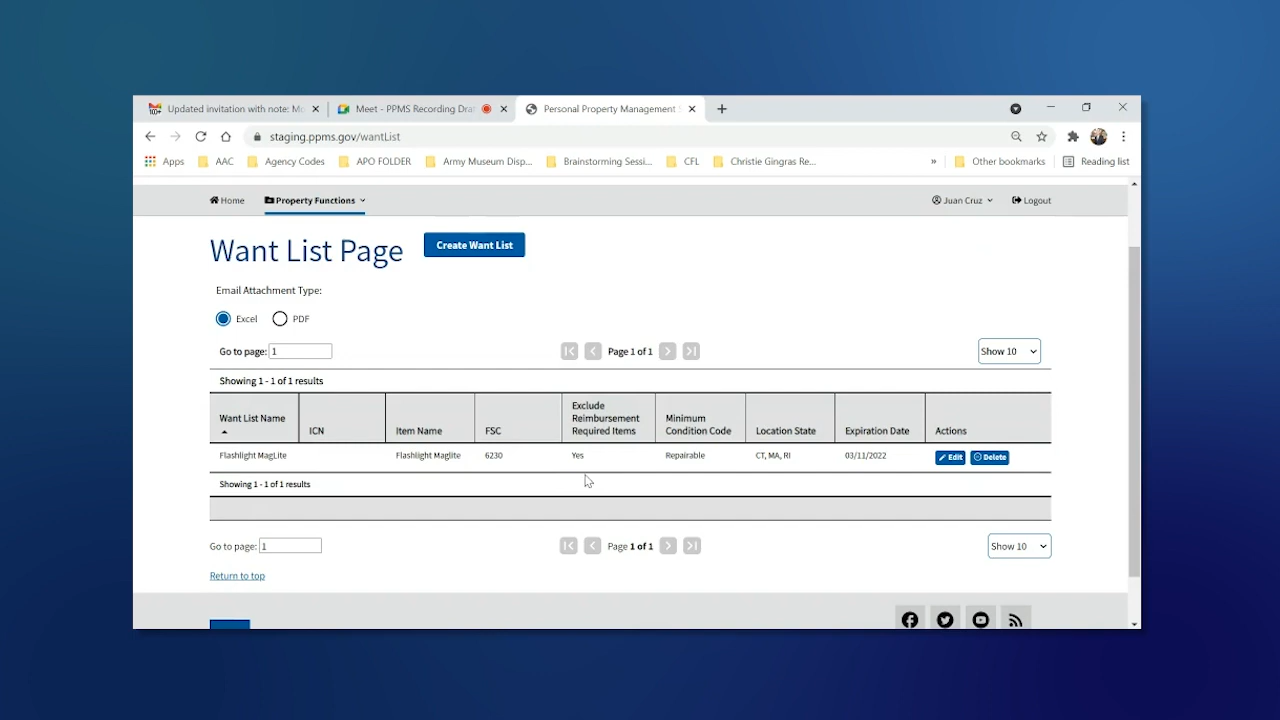 Updated invitation with note: Mo
Meet - PPMS Recording Dra
Personal Property Management S
staging.ppms.gov/wantList
Apps
AAC
Agency Codes
APO FOLDER
Army Museum Disp...
Brainstorming Sessi...
CFL
Christie Gingras Re...
»
Other bookmarks
Reading list
Home
Property Functions
Juan Cruz
Logout
Want List Page
Create Want List
Email Attachment Type:
Excel
PDF
Go to page: 1
Page 1 of 1
Show 10
Showing 1 - 1 of 1 results
Want List Name
ICN
Item Name
FSC
Exclude
Reimbursement
Required Items
Minimum
Condition Code
Location State
Expiration Date
Actions
Flashlight MagLite
Flashlight Maglite
6230
Yes
Repairable
CT, MA, RI
03/11/2022
Edit
Delete
Showing 1 - 1 of 1 results
Go to page: 1
Page 1 of 1
Show 10
Return to top